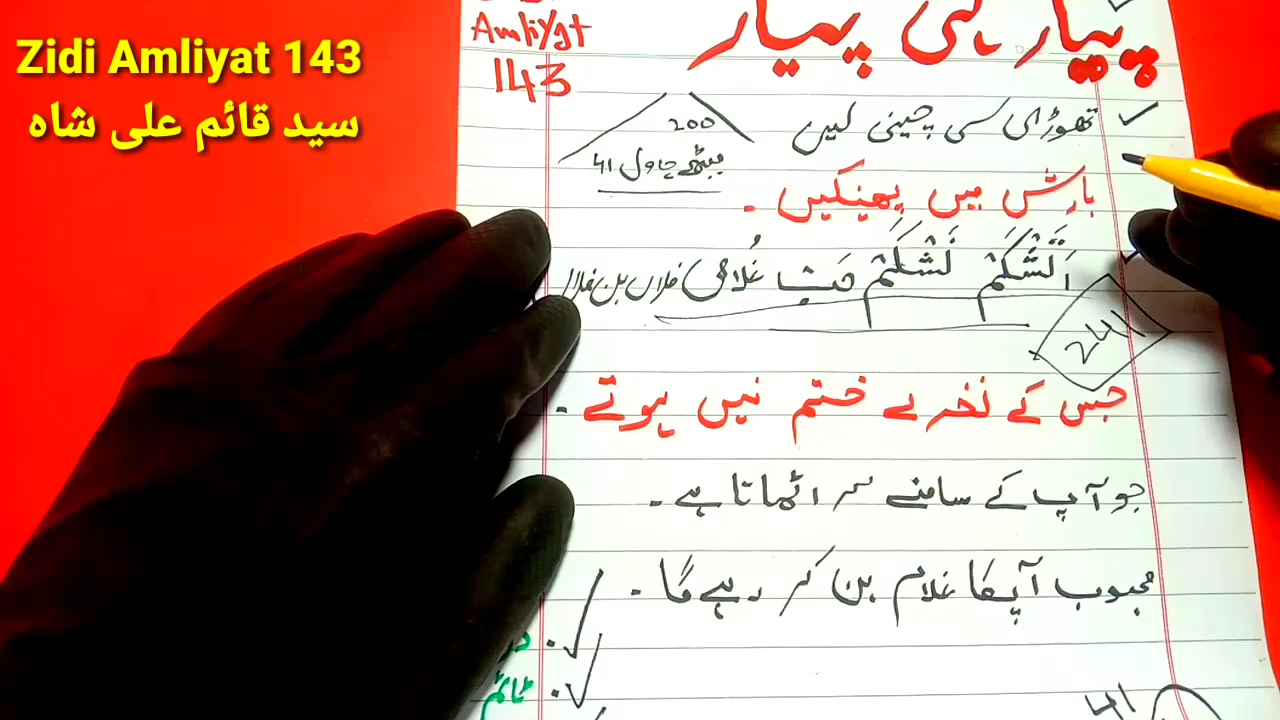 Zidi Amliyat 143
سید قائم علی شاہ
Amliyat
143
پیار ہی پیار
تھوڑی سی چینی لیں
200
میٹھے چاول 41
بارش میں پھینکیں ۔
فلاں بن فلاں
241
جس کے نخرے ختم نہیں ہوتے ۔
جو آپ کے سامنے سر اٹھاتا ہے ۔
محبوب آپکا غلام بن کر رہے گا ۔
ٹائم
41